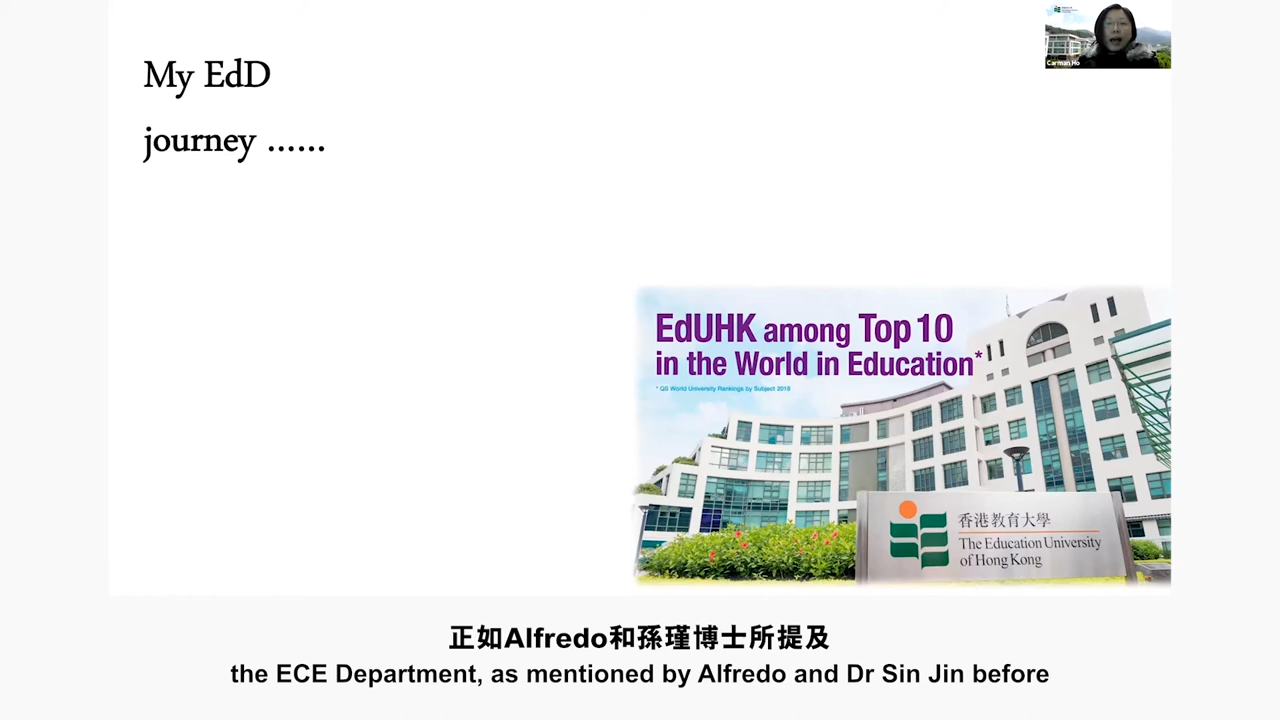 My EdD
journey ......
Carman Ho
EdUHK among Top 10
in the World in Education*
* QS World University Rankings by Subject 2018
香港教育大學
The Education University
of Hong Kong
正如Alfredo和孫瑾博士所提及
the ECE Department, as mentioned by Alfredo and Dr Sin Jin before